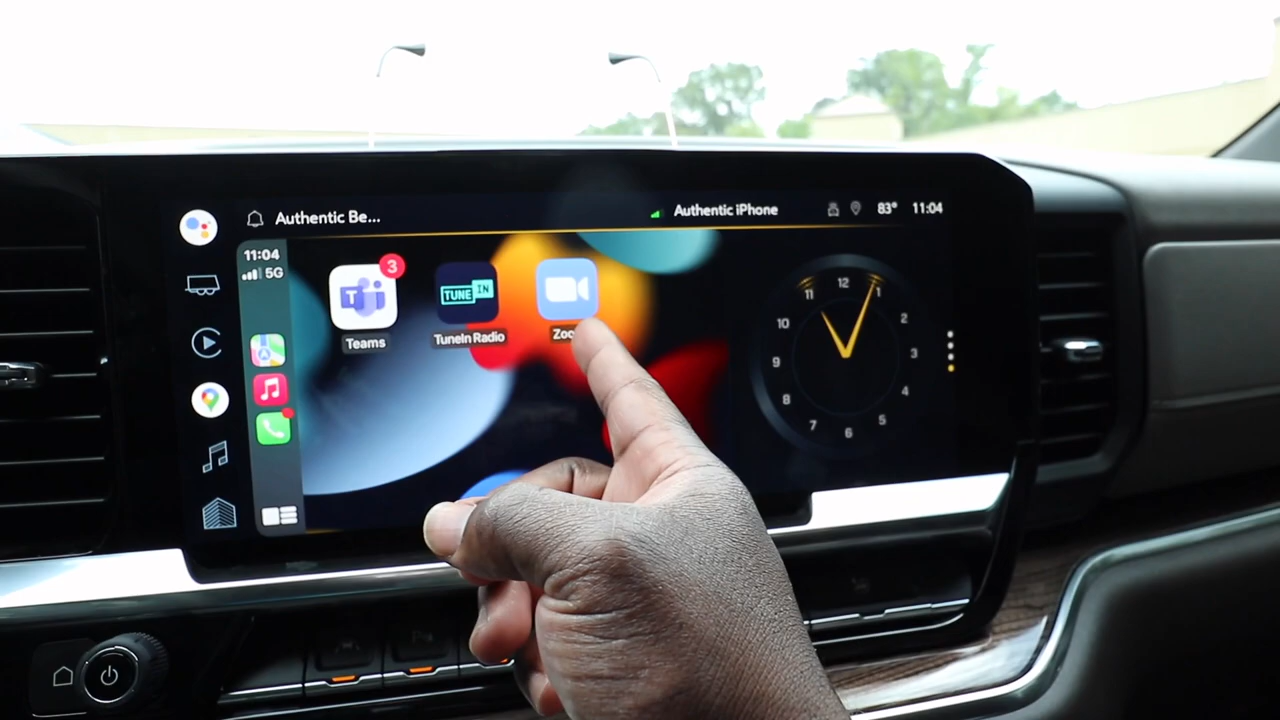 Authentic Be...
Authentic iPhone
83° 11:04
11:04
5G
3
Teams
TUNE IN
TuneIn Radio
Zoo
12
1
2
3
4
5
6
7
8
9
10
11